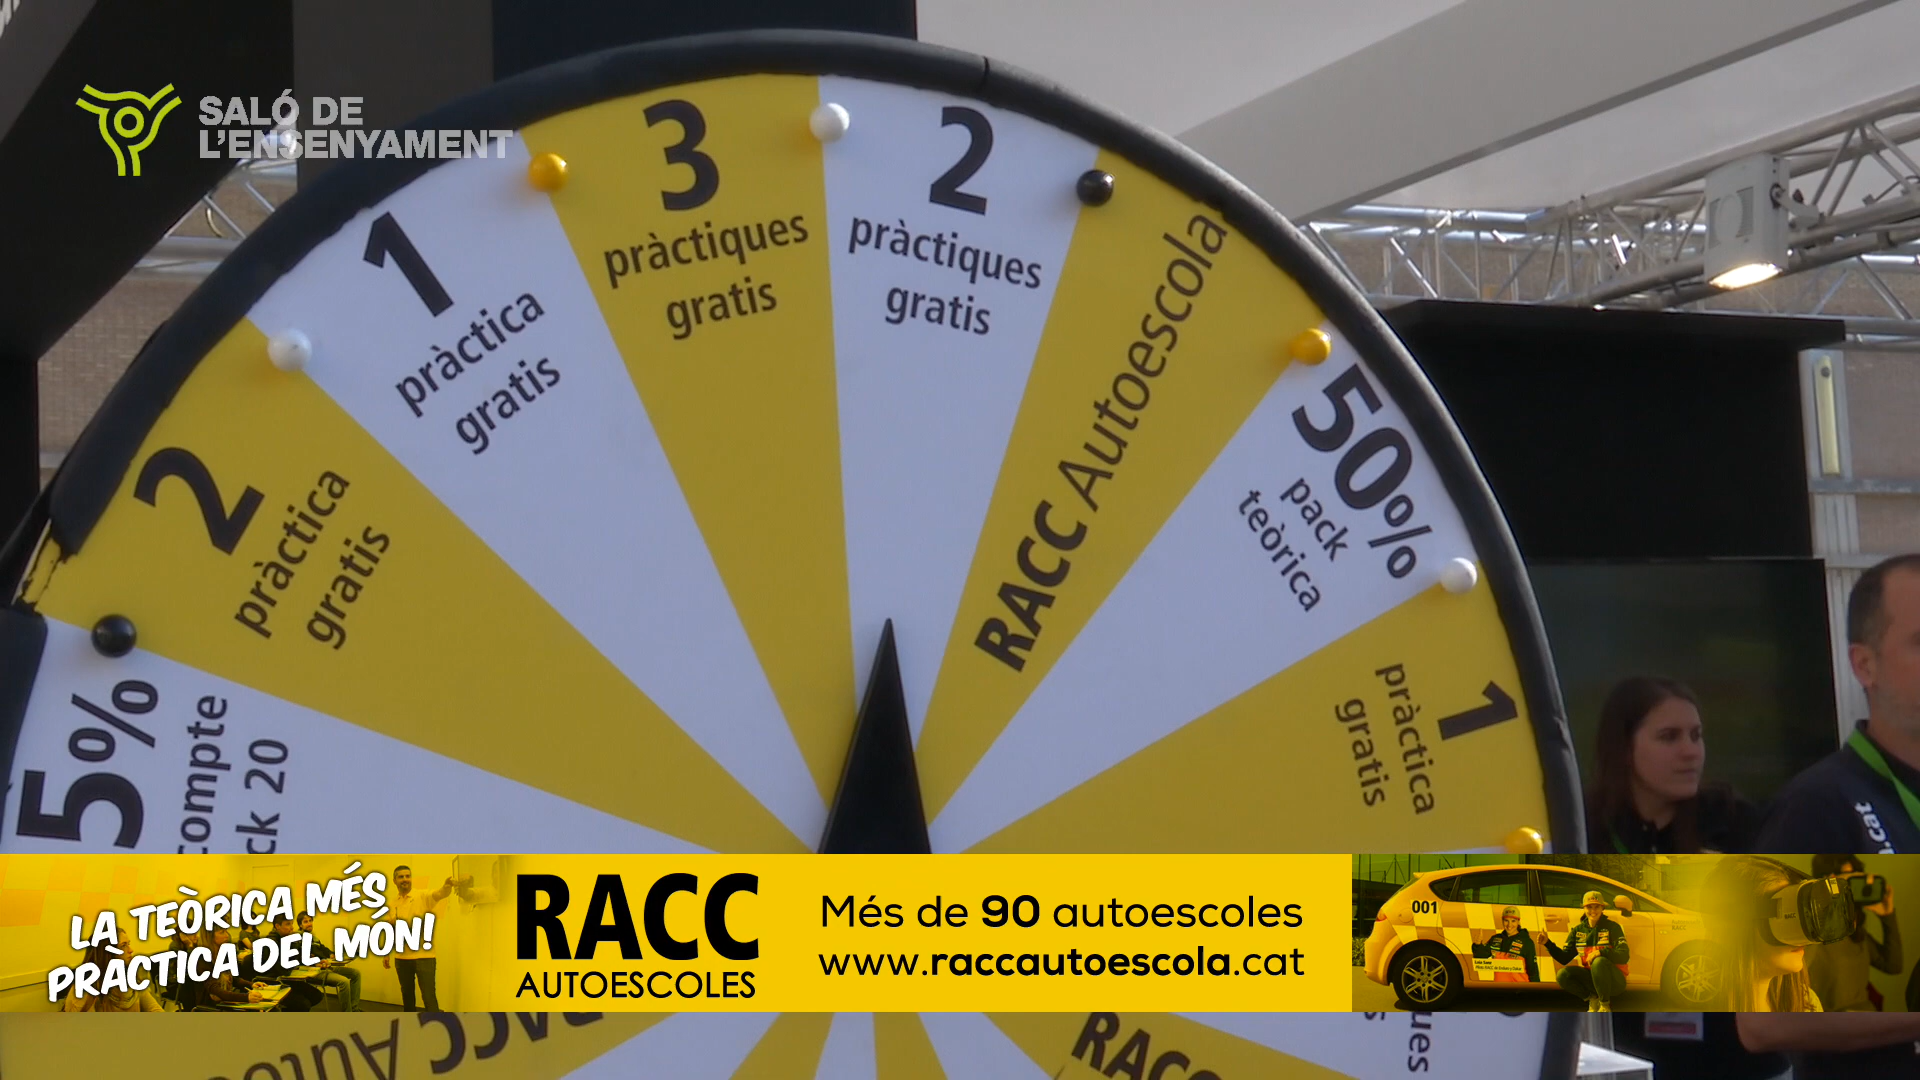 SALÓ DE
L'ENSENYAMENT
5%
2
pràctica
gratis
1
pràctica
gratis
3
pràctiques
gratis
2
pràctiques
gratis
RACC Autoescola
50%
pack
teòrica
1
pràctica
gratis
LA TEÒRICA MÉS
PRÀCTICA DEL MÓN!
RACC
AUTOESCOLES
Més de 90 autoescoles
www.raccautoescola.cat
001